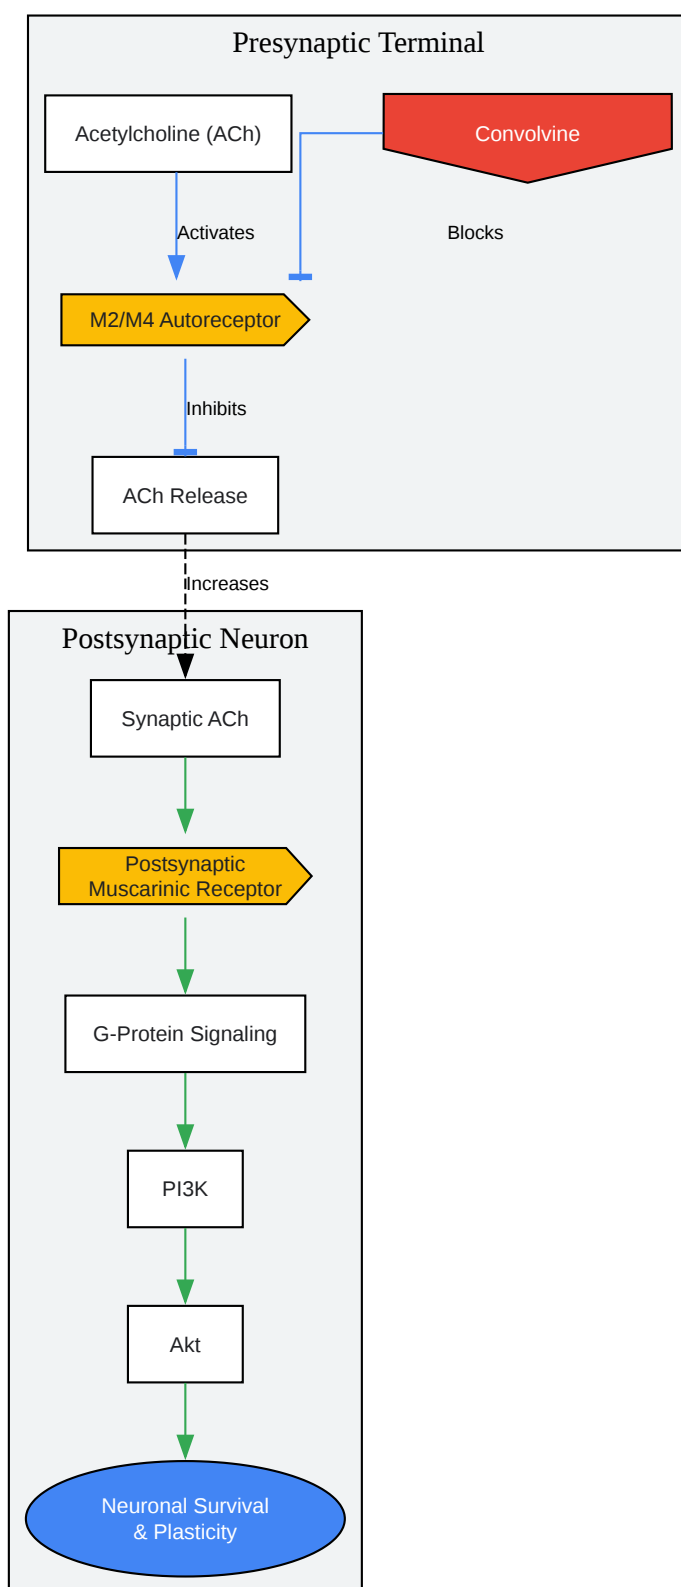 Presynaptic Terminal
Acetylcholine (ACh)
Convolvine
Activates
Blocks
M2/M4 Autoreceptor
Inhibits
ACh Release
Increases
Postsynaptic Neuron
Synaptic ACh
Postsynaptic
Muscarinic Receptor
G-Protein Signaling
PI3K
Akt
Neuronal Survival
& Plasticity